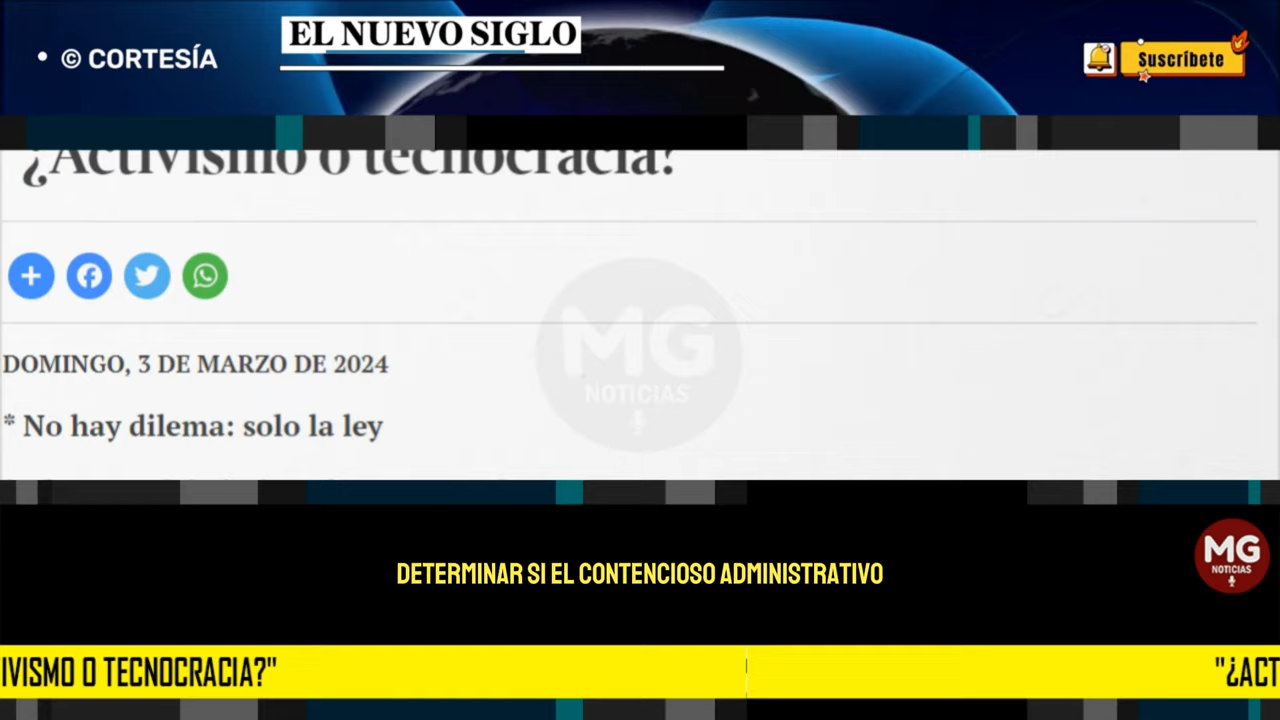 EL NUEVO SIGLO
• © CORTESÍA
Suscríbete
¿Activismo o tecnocracia?
DOMINGO, 3 DE MARZO DE 2024
* No hay dilema: solo la ley
MG
NOTICIAS
DETERMINAR SI EL CONTENCIOSO ADMINISTRATIVO
MG
NOTICIAS
IVISMO O TECNOCRACIA?"
"¿ACT